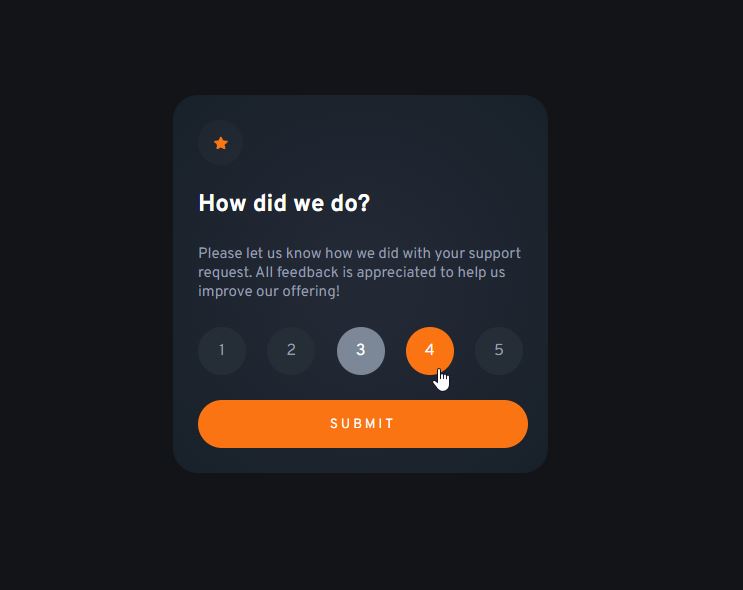 How did we do?
Please let us know how we did with your support
request. All feedback is appreciated to help us
improve our offering!
1 2 3 4 5
SUBMIT